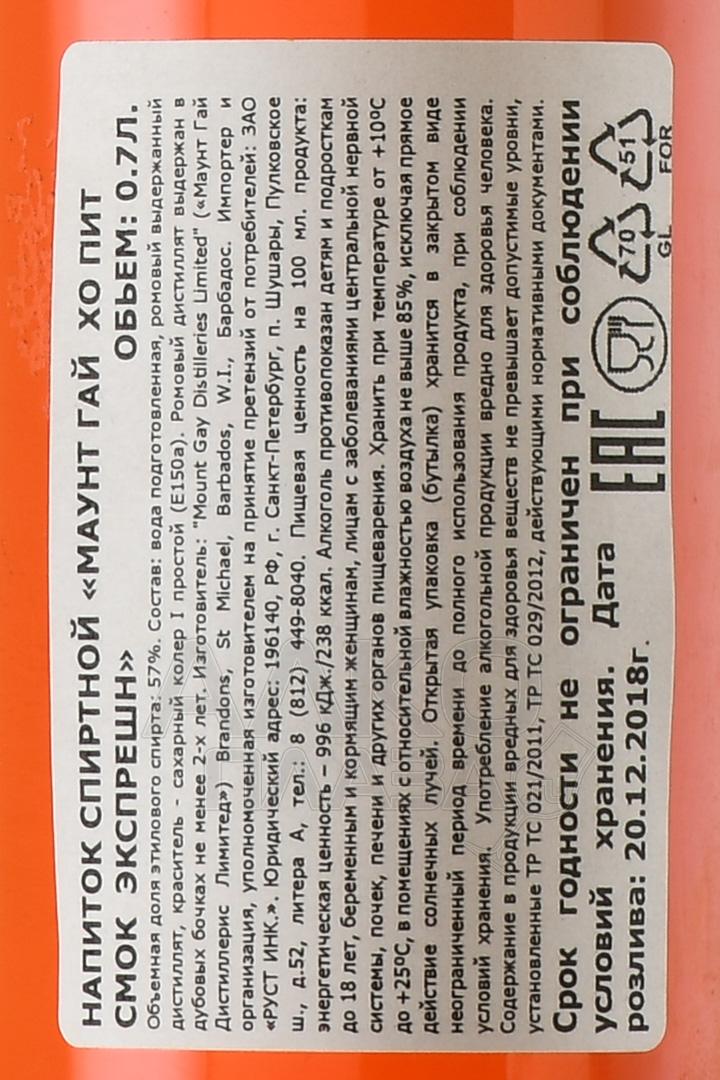 НАПИТОК СПИРТНОЙ «МАУНТ ГАЙ ХО ПИТ
СМОК ЭКСПРЕШН» ОБЬЕМ: 0.7Л.
Объемная доля этилового спирта: 57%. Состав: вода подготовленная, ромовый выдержанный
дистиллят, краситель - сахарный колер I простой (Е150а). Ромовый дистиллят выдержан в
дубовых бочках не менее 2-х лет. Изготовитель: "Mount Gay Distilleries Limited" («Маунт Гай
Дистиллерис Лимитед») Brandons, St Michael, Barbados, W.I., Барбадос. Импортер и
организация, уполномоченная изготовителем на принятие претензий от потребителей: ЗАО
«РУСТ ИНК.». Юридический адрес: 196140, РФ, г. Санкт-Петербург, п. Шушары, Пулковское
ш., д.52, литера А, тел.: 8 (812) 449-8040. Пищевая ценность на 100 мл. продукта:
энергетическая ценность – 996 кДж./238 ккал. Алкоголь противопоказан детям и подросткам
до 18 лет, беременным и кормящим женщинам, лицам с заболеваниями центральной нервной
системы, почек, печени и других органов пищеварения. Хранить при температуре от +10°С
до +25°С, в помещениях с относительной влажностью воздуха не выше 85%, исключая прямое
действие солнечных лучей. Открытая упаковка (бутылка) хранится в закрытом виде
неограниченный период времени до полного использования продукта, при соблюдении
условий хранения. Употребление алкогольной продукции вредно для здоровья человека.
Содержание в продукции вредных для здоровья веществ не превышает допустимые уровни,
установленные ТР ТС 021/2011, ТР ТС 029/2012, действующими нормативными документами.
Срок годности не ограничен при соблюдении
условий хранения. Дата
розлива: 20.12.2018г.
EAC
70
GL
51
FOR
АЛКО
ПЛАЗА.RU